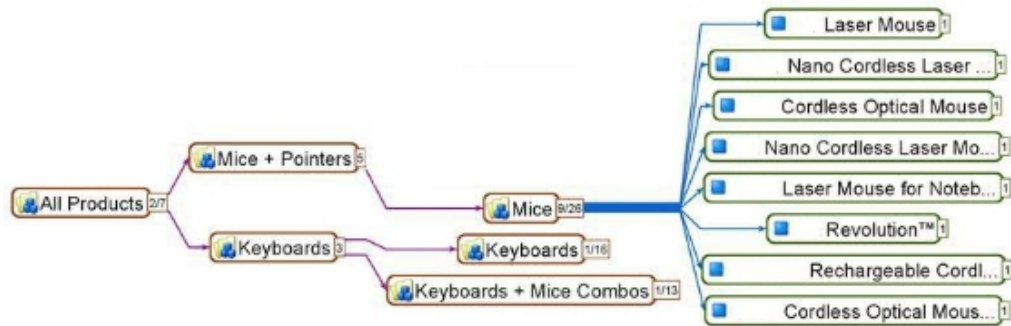 Laser Mouse 1
Nano Cordless Laser ... 1
Cordless Optical Mouse 1
Mice + Pointers 5
Nano Cordless Laser Mo... 1
All Products 2/7
Mice 9/26
Laser Mouse for Noteb... 1
Revolution™ 1
Keyboards 3
Keyboards 1/16
Rechargeable Cordl... 1
Keyboards + Mice Combos 1/13
Cordless Optical Mous... 1